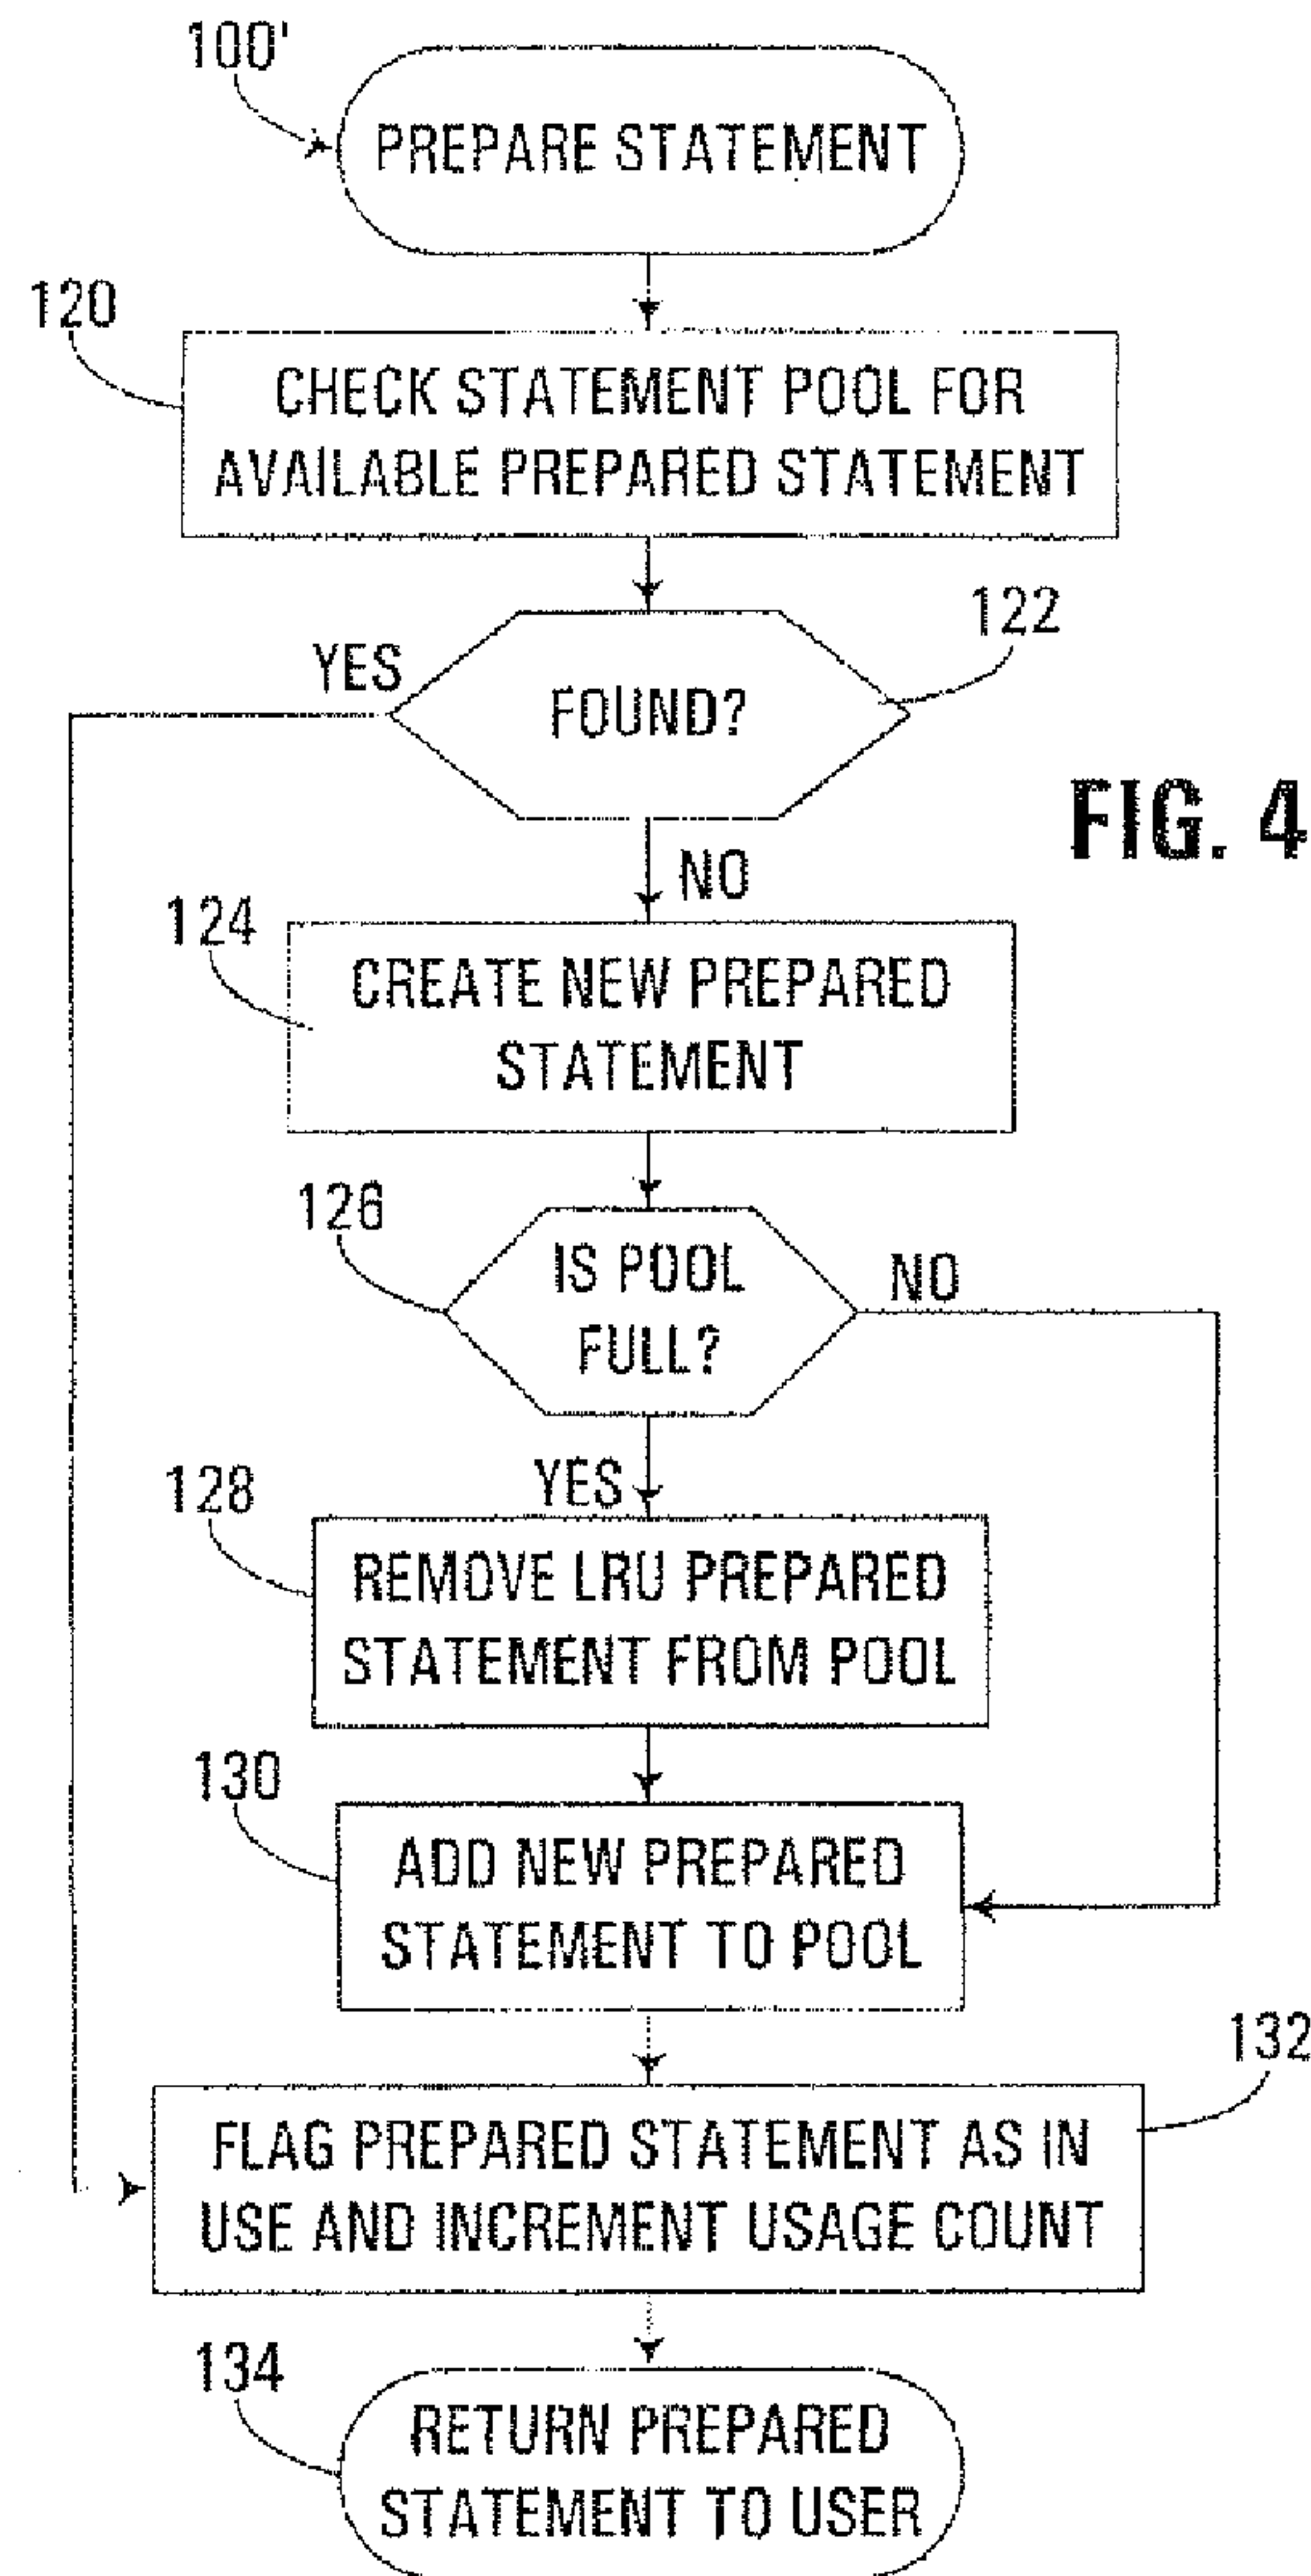 100'
PREPARE STATEMENT
120
CHECK STATEMENT POOL FOR
AVAILABLE PREPARED STATEMENT
122
YES
FOUND?
FIG. 4
NO
124
CREATE NEW PREPARED
STATEMENT
126
IS POOL
FULL?
NO
YES
128
REMOVE LRU PREPARED
STATEMENT FROM POOL
130
ADD NEW PREPARED
STATEMENT TO POOL
132
FLAG PREPARED STATEMENT AS IN
USE AND INCREMENT USAGE COUNT
134
RETURN PREPARED
STATEMENT TO USER